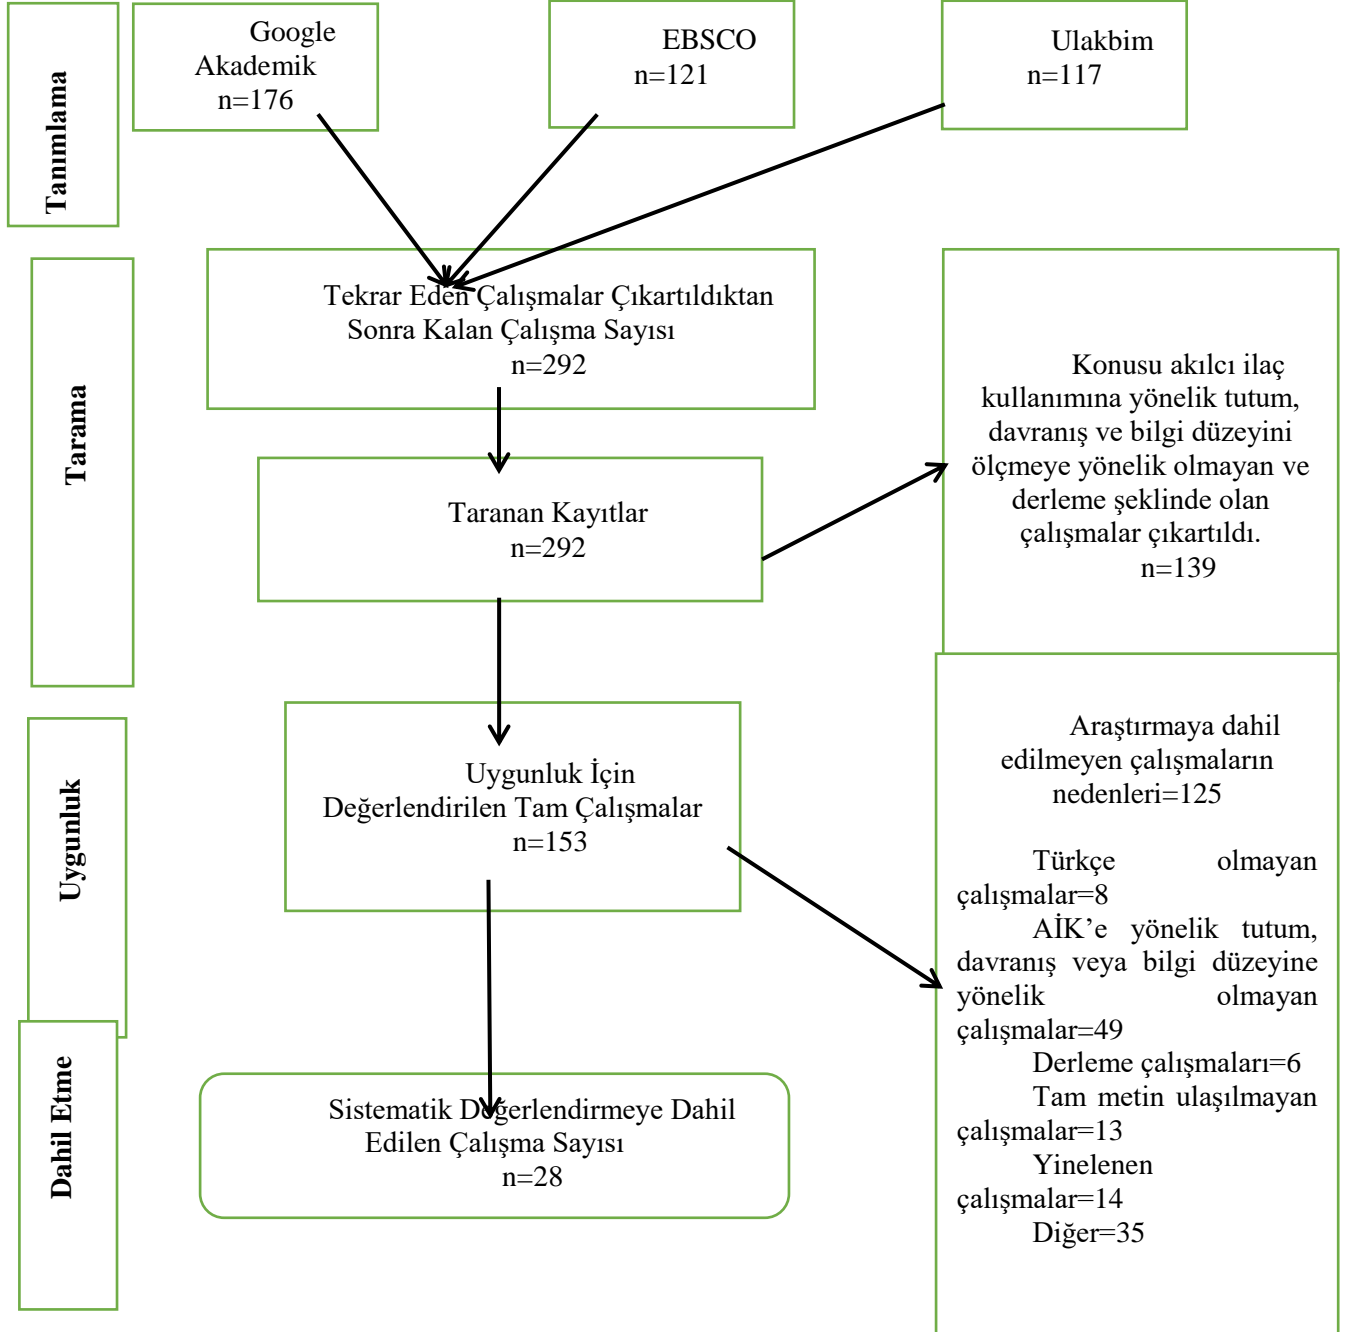 Tanımlama
Google
Akademik
n=176
EBSCO
n=121
Ulakbim
n=117
Tarama
Tekrar Eden Çalışmalar Çıkartıldıktan
Sonra Kalan Çalışma Sayısı
n=292
Taranan Kayıtlar
n=292
Konusu akılcı ilaç
kullanımına yönelik tutum,
davranış ve bilgi düzeyini
ölçmeye yönelik olmayan ve
derleme şeklinde olan
çalışmalar çıkartıldı.
n=139
Uygunluk
Uygunluk İçin
Değerlendirilen Tam Çalışmalar
n=153
Araştırmaya dahil
edilmeyen çalışmaların
nedenleri=125
Türkçe olmayan
çalışmalar=8
AİK’e yönelik tutum,
davranış veya bilgi düzeyine
yönelik olmayan
çalışmalar=49
Derleme çalışmaları=6
Tam metin ulaşılmayan
çalışmalar=13
Yinelenen
çalışmalar=14
Diğer=35
Dahil Etme
Sistematik Değerlendirmeye Dahil
Edilen Çalışma Sayısı
n=28